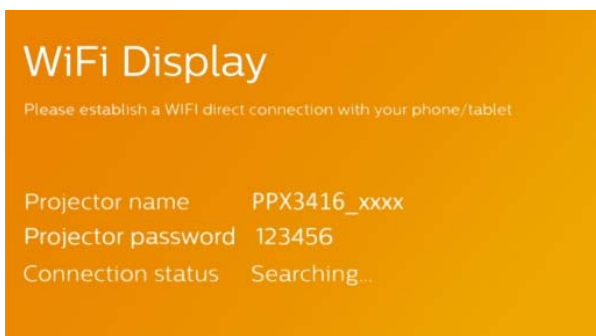 WiFi Display
Please establish a WIFI direct connection with your phone/tablet
Projector name PPX3416_xxxx
Projector password 123456
Connection status Searching...